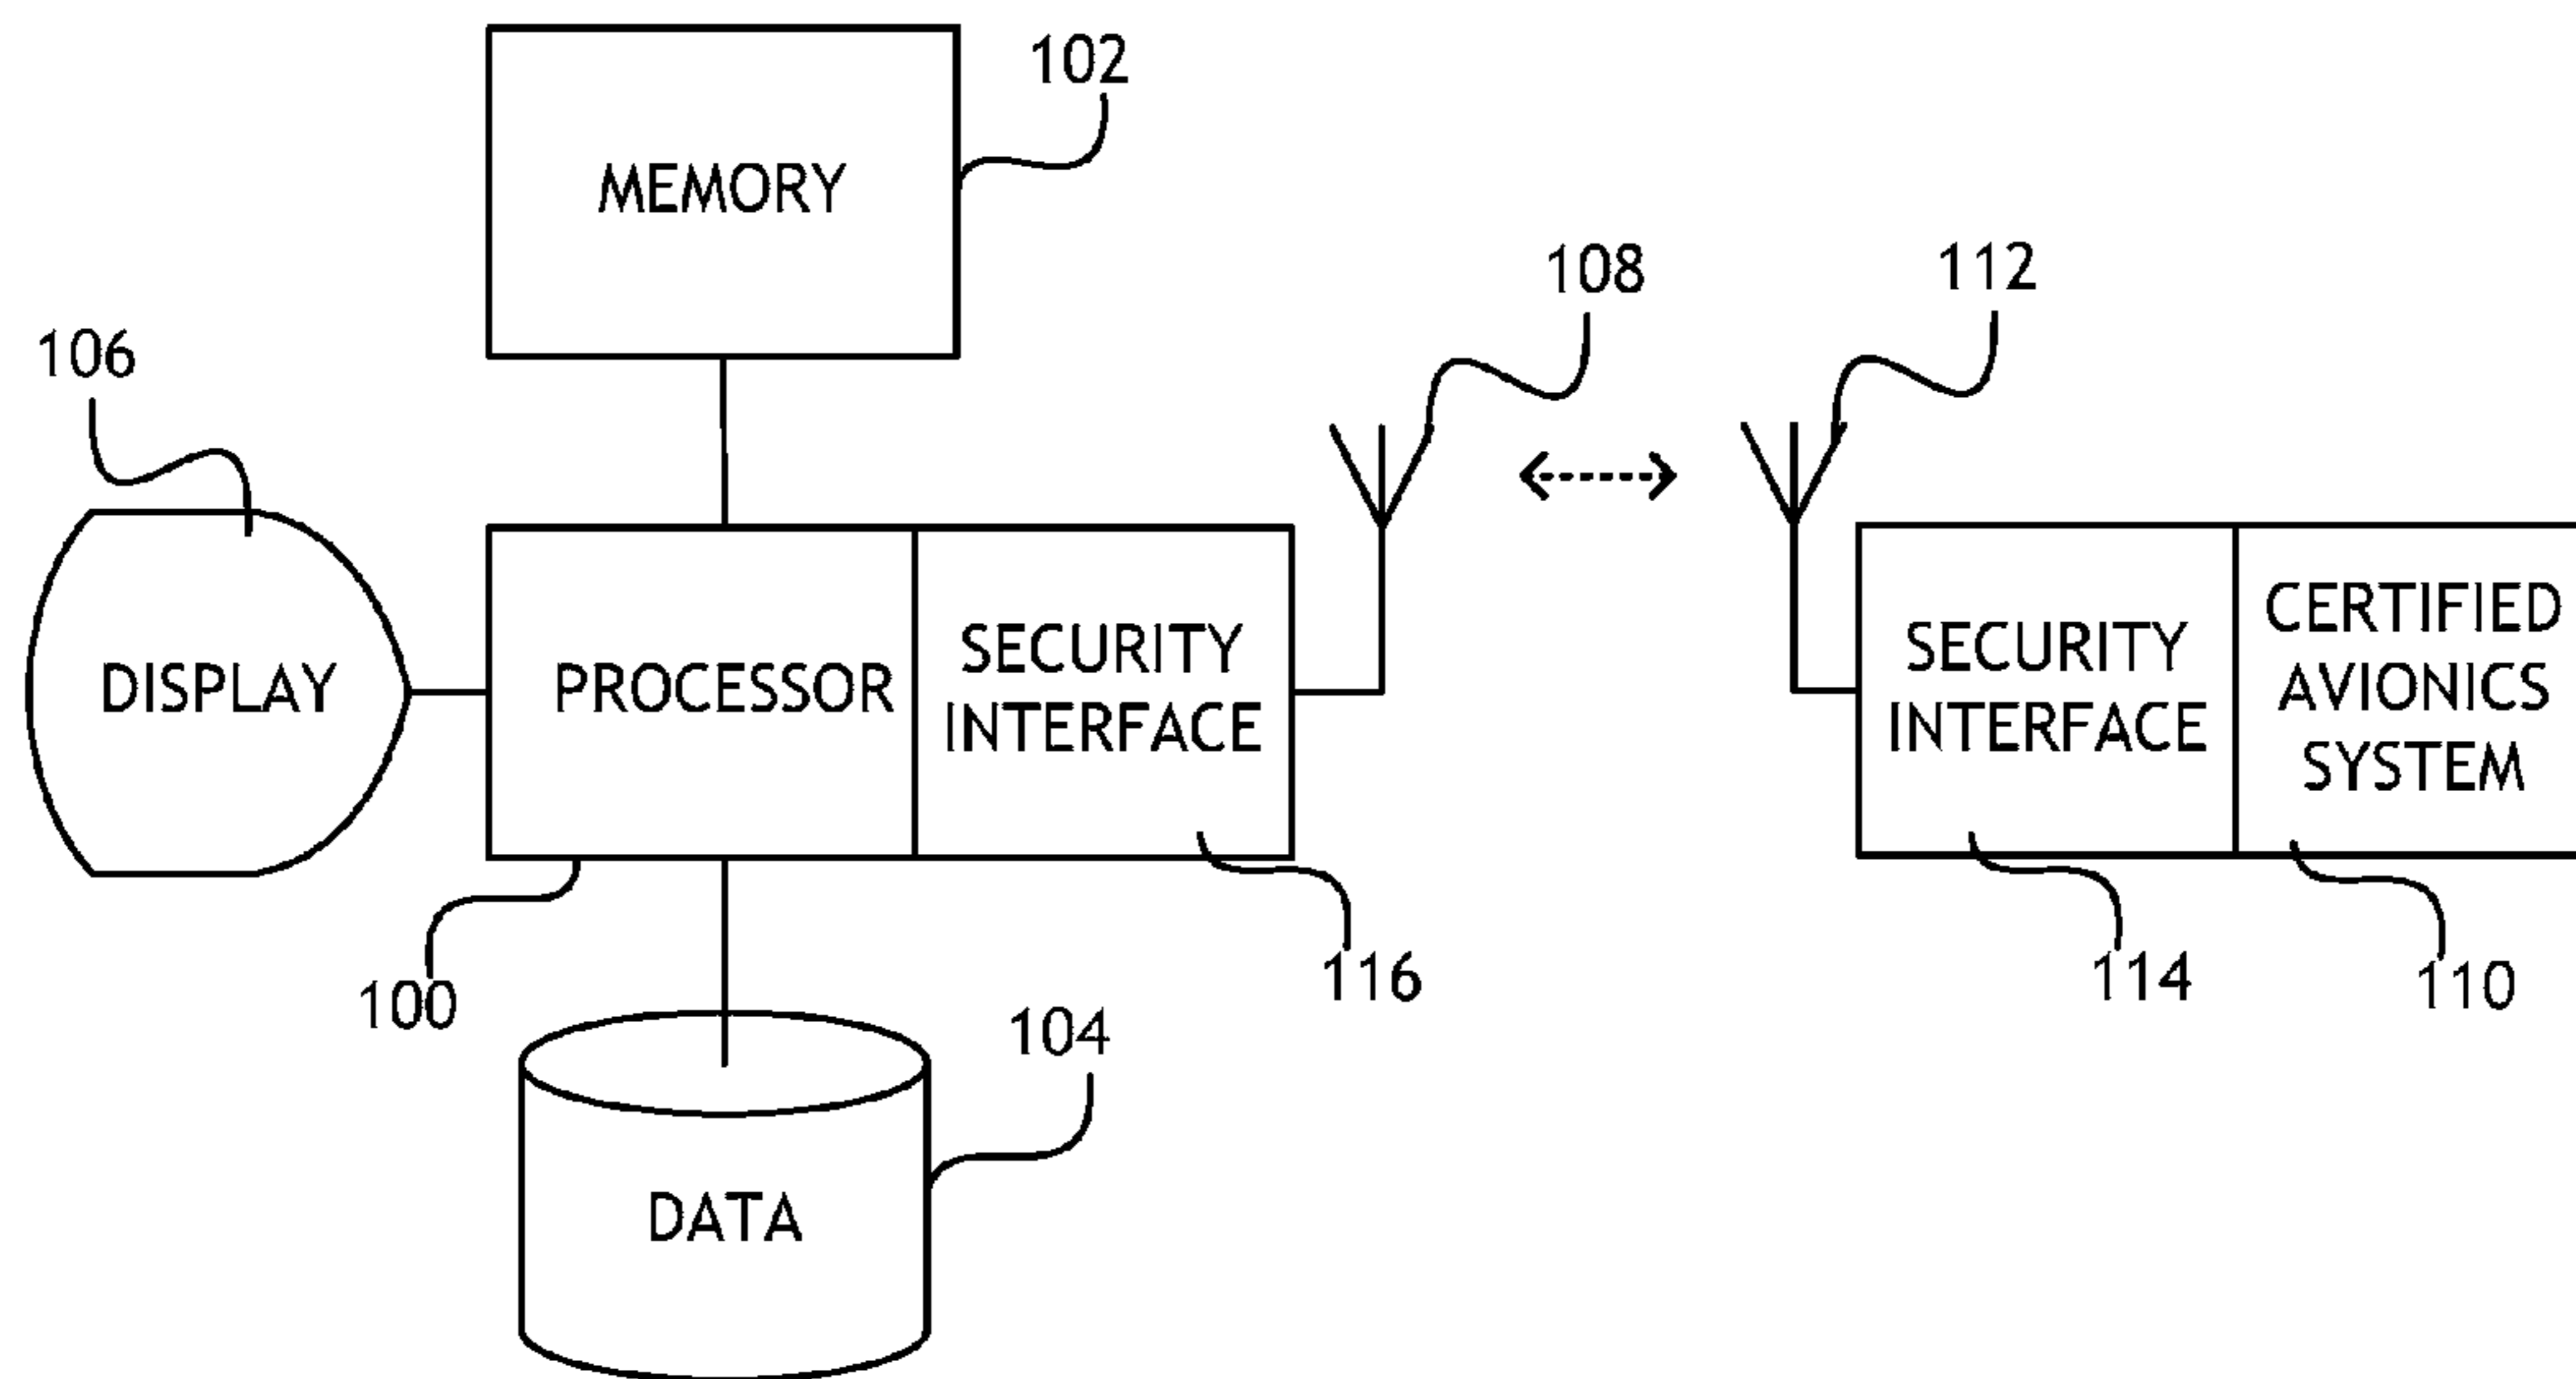 102
MEMORY
108
112
106
DISPLAY
PROCESSOR
SECURITY
INTERFACE
SECURITY
INTERFACE
CERTIFIED
AVIONICS
SYSTEM
100
116
114
110
104
DATA